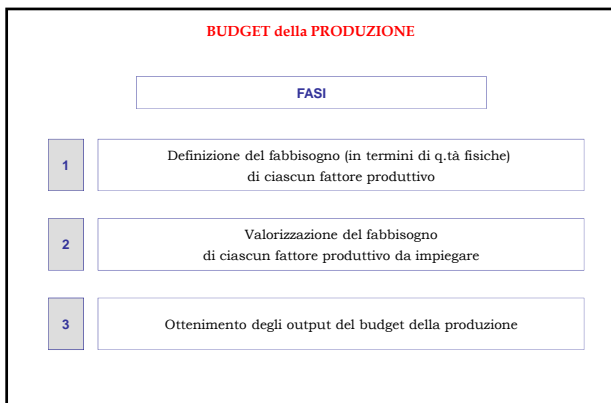 BUDGET della PRODUZIONE
FASI
1
Definizione del fabbisogno (in termini di q.tà fisiche)
di ciascun fattore produttivo
2
Valorizzazione del fabbisogno
di ciascun fattore produttivo da impiegare
3
Ottenimento degli output del budget della produzione